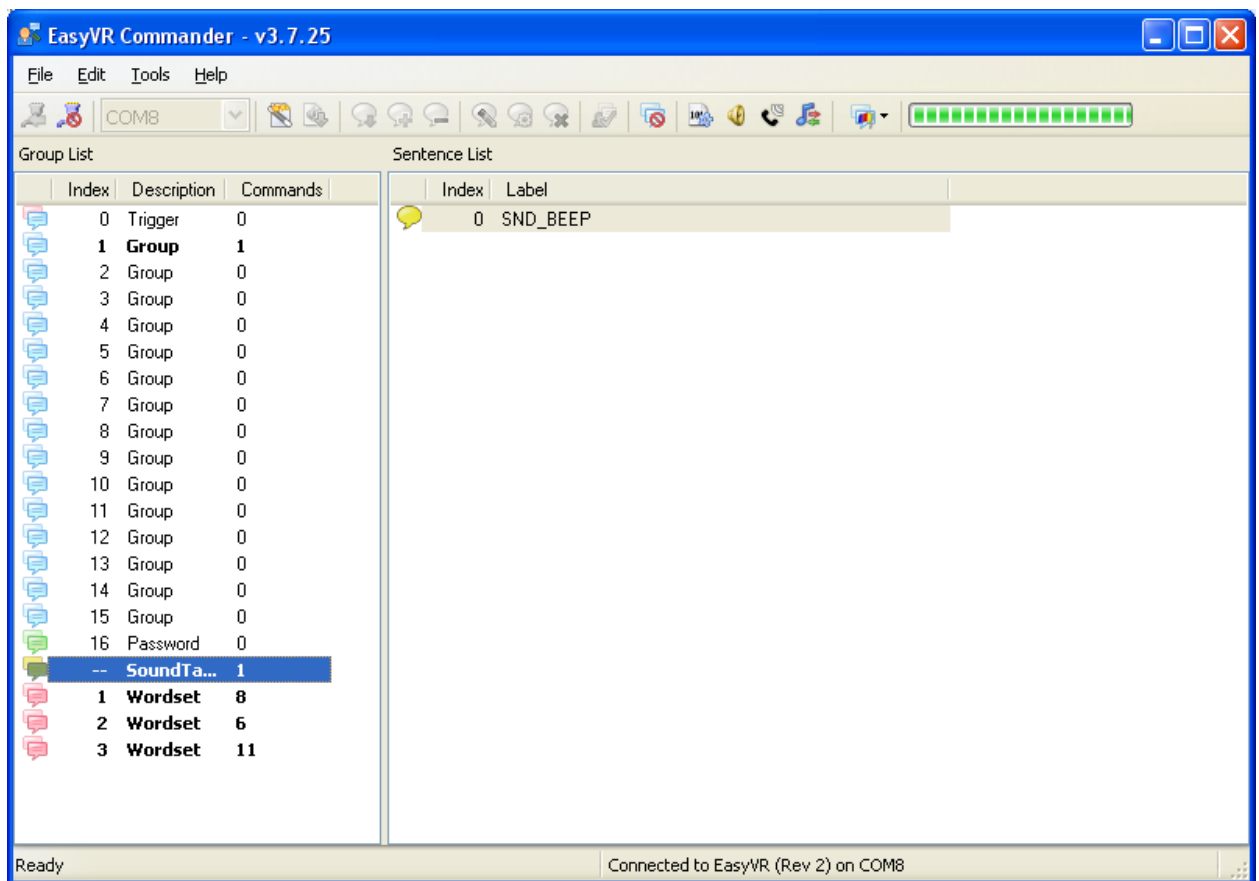 EasyVR Commander - v3.7.25
File Edit Tools Help
COM8
Group List Sentence List
Index Description Commands Index Label
0 Trigger 0 0 SND_BEEP
1 Group 1
2 Group 0
3 Group 0
4 Group 0
5 Group 0
6 Group 0
7 Group 0
8 Group 0
9 Group 0
10 Group 0
11 Group 0
12 Group 0
13 Group 0
14 Group 0
15 Group 0
16 Password 0
-- SoundTa... 1
1 Wordset 8
2 Wordset 6
3 Wordset 11
Ready Connected to EasyVR (Rev 2) on COM8